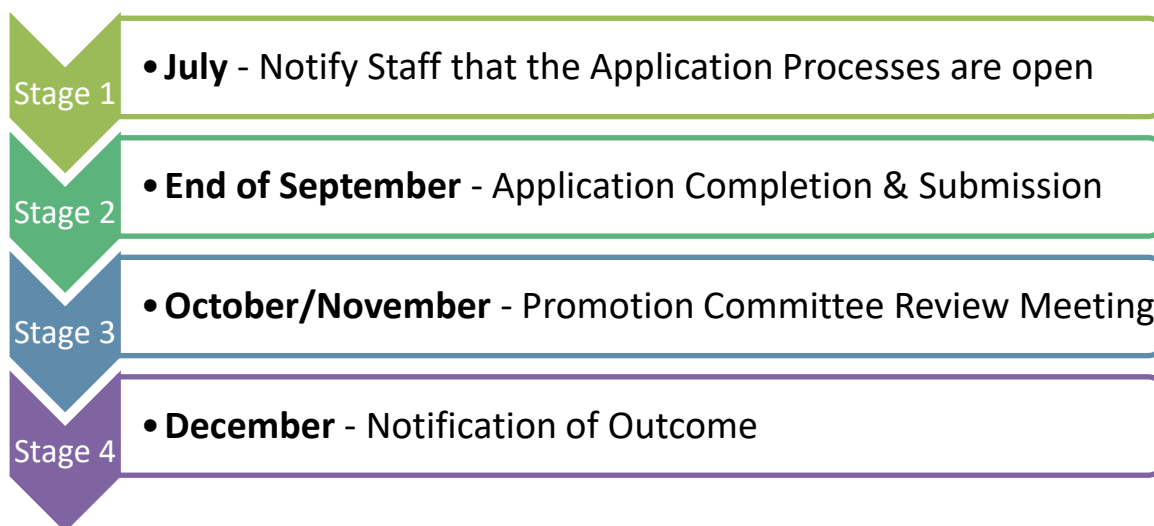 Stage 1
• July - Notify Staff that the Application Processes are open
Stage 2
• End of September - Application Completion & Submission
Stage 3
• October/November - Promotion Committee Review Meeting
Stage 4
• December - Notification of Outcome